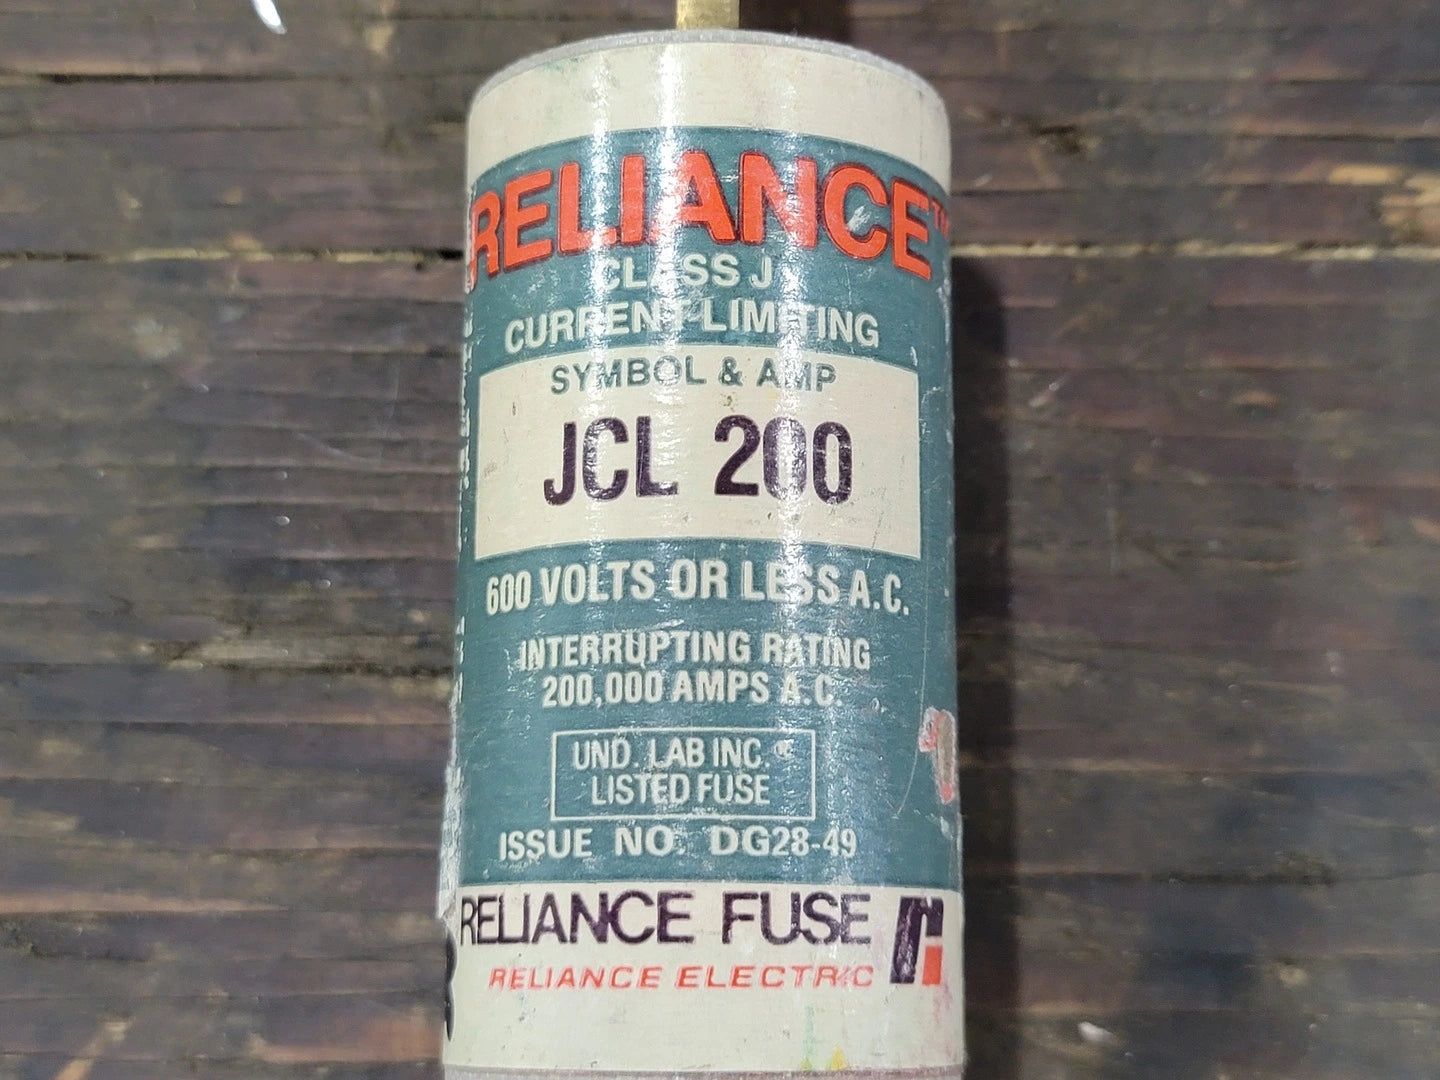 RELIANCE™
CLASS J
CURRENT-LIMITING
SYMBOL & AMP
JCL 200
600 VOLTS OR LESS A.C.
INTERRUPTING RATING
200,000 AMPS A.C.
UND. LAB INC.®
LISTED FUSE
ISSUE NO. DG28-49
RELIANCE FUSE
RELIANCE ELECTRIC